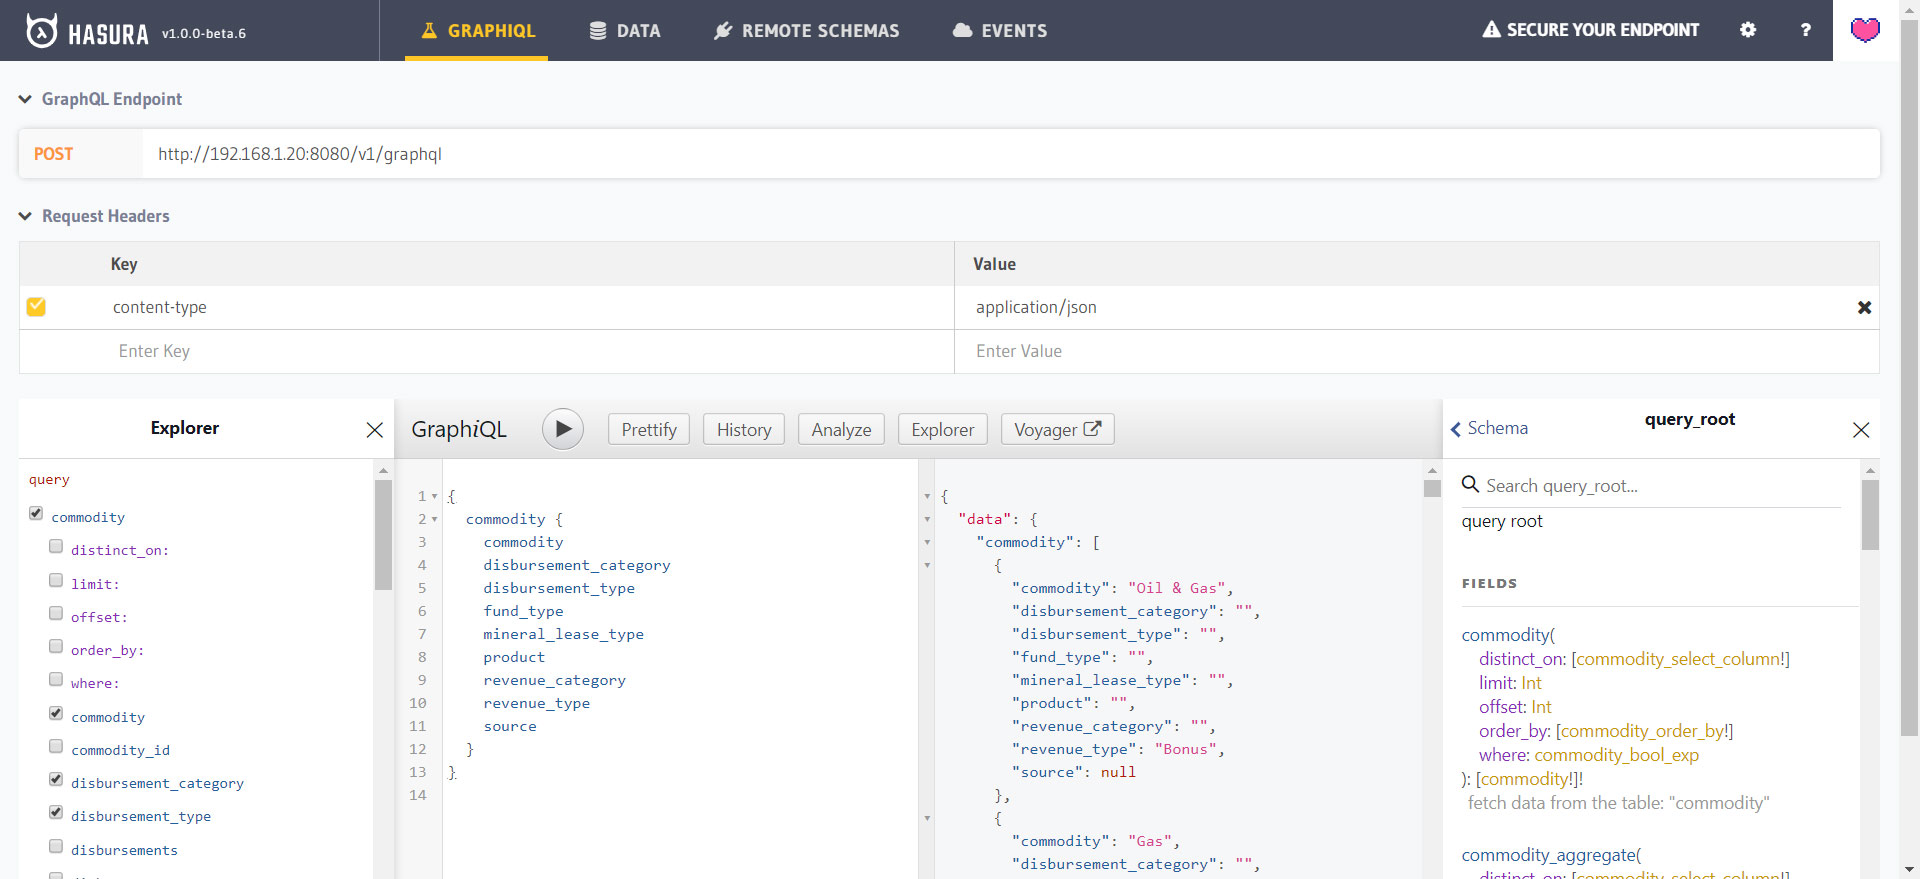 HASURA v1.0.0-beta.6
GRAPHIQL
DATA
REMOTE SCHEMAS
EVENTS
SECURE YOUR ENDPOINT
?
GraphQL Endpoint
POST
http://192.168.1.20:8080/v1/graphql
Request Headers
Key
Value
content-type
application/json
Enter Key
Enter Value
Explorer
query
commodity
distinct_on:
limit:
offset:
order_by:
where:
commodity
commodity_id
disbursement_category
disbursement_type
disbursements
GraphiQL
Prettify
History
Analyze
Explorer
Voyager
1 {
2 commodity {
3 commodity
4 disbursement_category
5 disbursement_type
6 fund_type
7 mineral_lease_type
8 product
9 revenue_category
10 revenue_type
11 source
12 }
13 }
14
{
"data": {
"commodity": [
{
"commodity": "Oil & Gas",
"disbursement_category": "",
"disbursement_type": "",
"fund_type": "",
"mineral_lease_type": "",
"product": "",
"revenue_category": "",
"revenue_type": "Bonus",
"source": null
},
{
"commodity": "Gas",
"disbursement_category": "",
Schema
query_root
Search query_root...
query root
FIELDS
commodity(
distinct_on: [commodity_select_column!]
limit: Int
offset: Int
order_by: [commodity_order_by!]
where: commodity_bool_exp
): [commodity!]!
fetch data from the table: "commodity"
commodity_aggregate(
distinct_on: [commodity_select_column!]